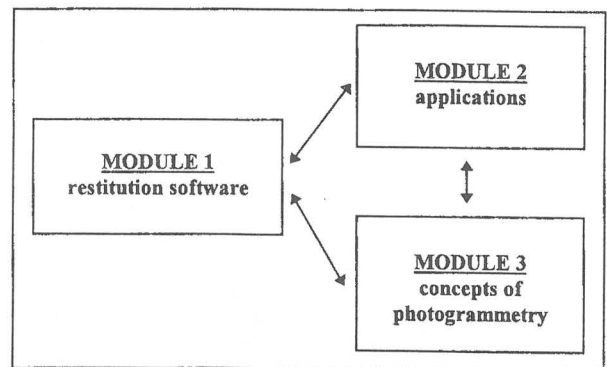 MODULE 1
restitution software
MODULE 2
applications
MODULE 3
concepts of
photogrammetry